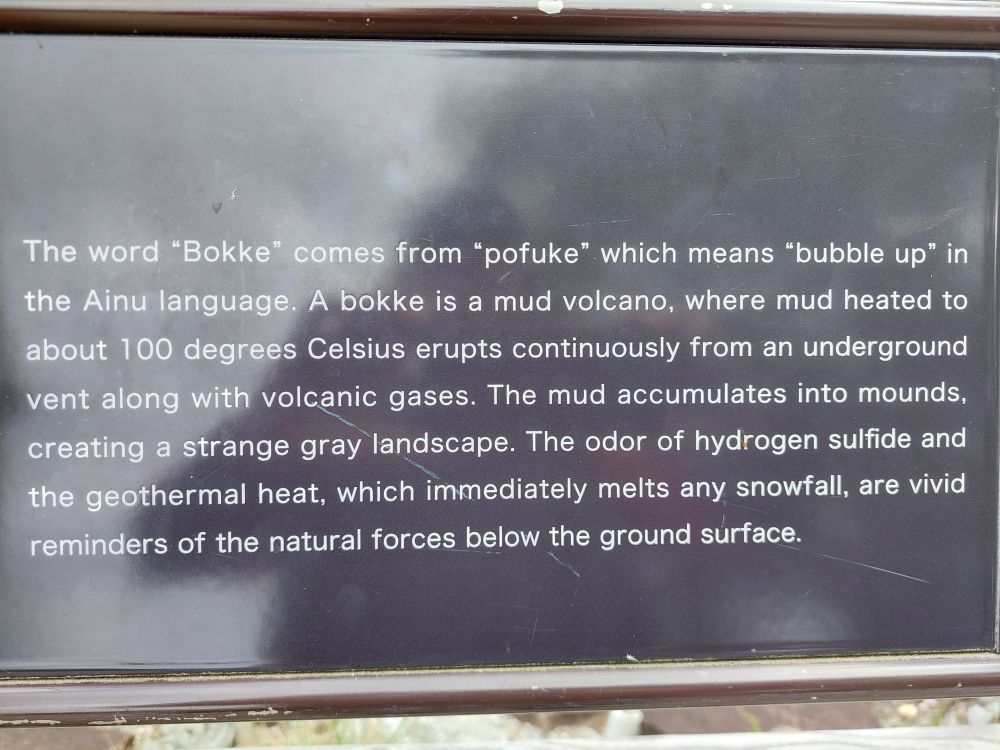 The word “Bokke” comes from “pofuke” which means “bubble up” in
the Ainu language. A bokke is a mud volcano, where mud heated to
about 100 degrees Celsius erupts continuously from an underground
vent along with volcanic gases. The mud accumulates into mounds,
creating a strange gray landscape. The odor of hydrogen sulfide and
the geothermal heat, which immediately melts any snowfall, are vivid
reminders of the natural forces below the ground surface.